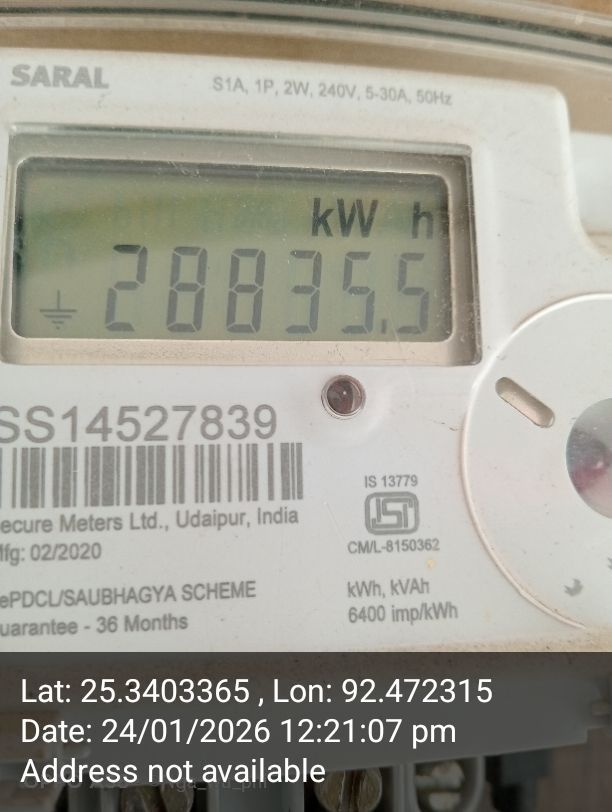 SARAL
S1A, 1P, 2W, 240V, 5-30A, 50Hz
kW h
28835.5
SS14527839
ecure Meters Ltd., Udaipur, India
Mfg: 02/2020
ePDCL/SAUBHAGYA SCHEME
uarantee - 36 Months
IS 13779
ISI
CM/L-8150362
kWh, kVAh
6400 imp/kWh
Lat: 25.3403365 , Lon: 92.472315
Date: 24/01/2026 12:21:07 pm
Address not available